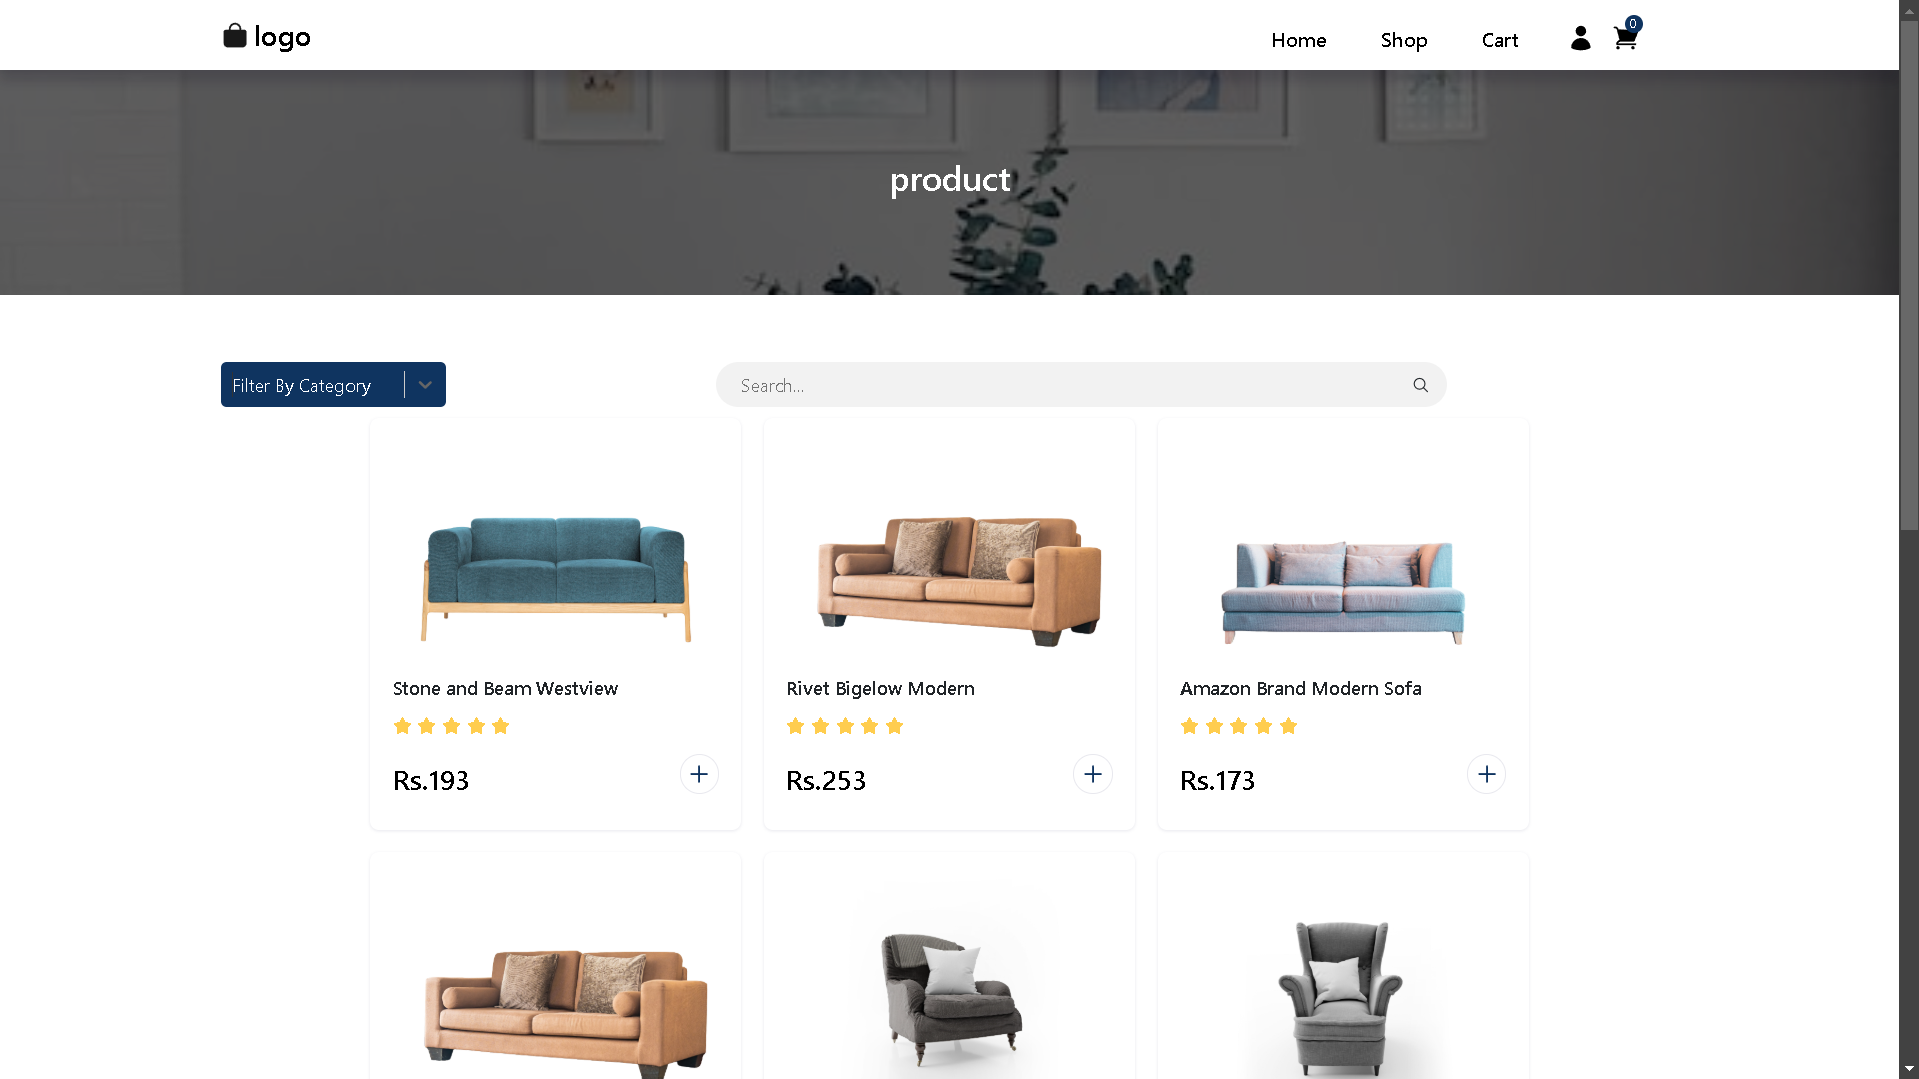 logo
Home Shop Cart 0
product
Filter By Category
Search...
Stone and Beam Westview
Rs.193
Rivet Bigelow Modern
Rs.253
Amazon Brand Modern Sofa
Rs.173